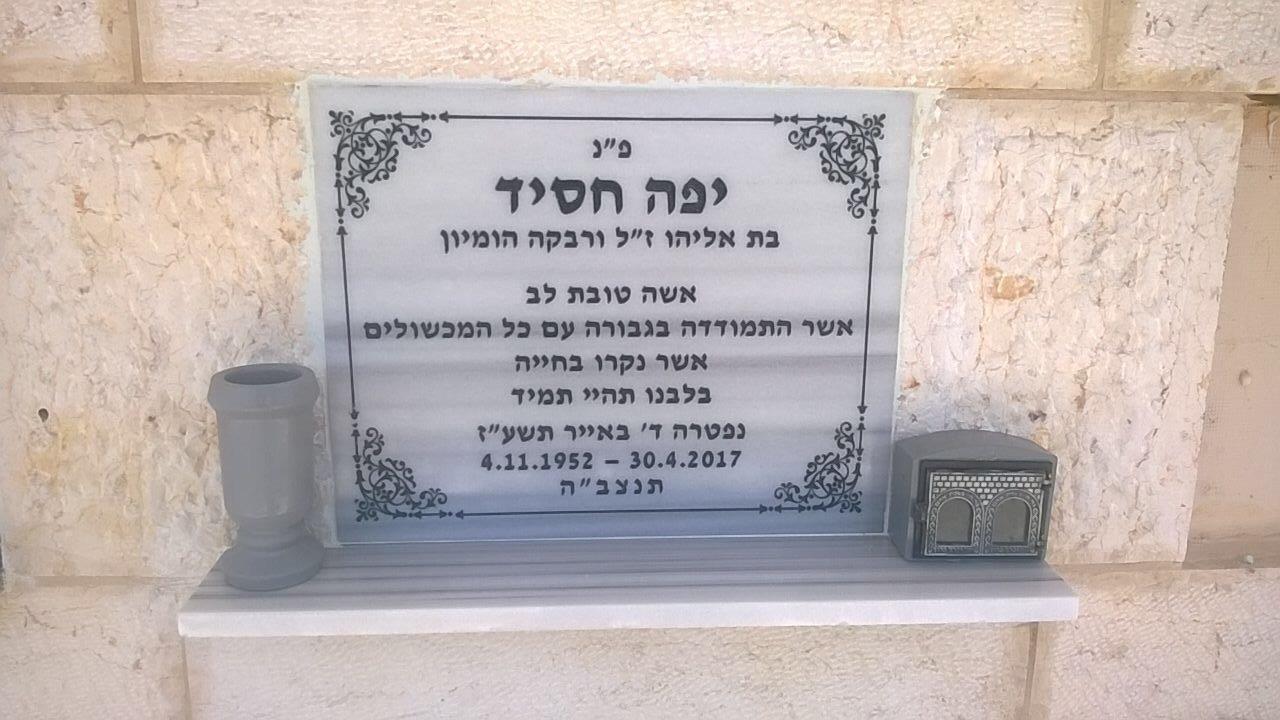 פ"נ
יפה חסיד
בת אליהו ז"ל ורבקה הומיון
אשה טובת לב
אשר התמודדה בגבורה עם כל המכשולים
אשר נקרו בחייה
בלבנו תהיי תמיד
נפטרה ד' באייר תשע"ז
4.11.1952 – 30.4.2017
תנצב"ה